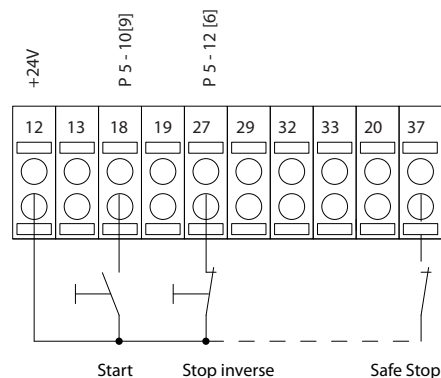 +24V
P 5 - 10[9]
P 5 - 12 [6]
12 13 18 19 27 29 32 33 20 37
Start Stop inverse Safe Stop